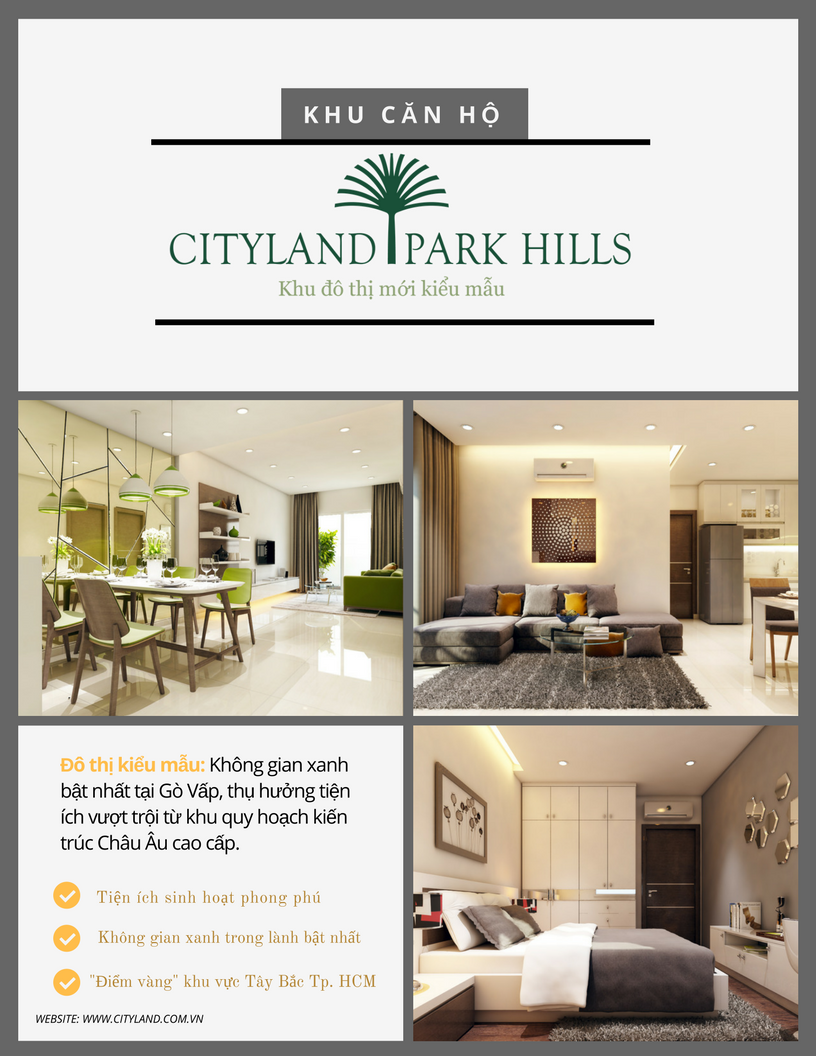 KHU CĂN HỘ
CITYLAND PARK HILLS
Khu đô thị mới kiểu mẫu
Đô thị kiểu mẫu: Không gian xanh
bật nhất tại Gò Vấp, thụ hưởng tiện
ích vượt trội từ khu quy hoạch kiến
trúc Châu Âu cao cấp.
Tiện ích sinh hoạt phong phú
Không gian xanh trong lành bật nhất
"Điểm vàng" khu vực Tây Bắc Tp. HCM
WEBSITE: WWW.CITYLAND.COM.VN